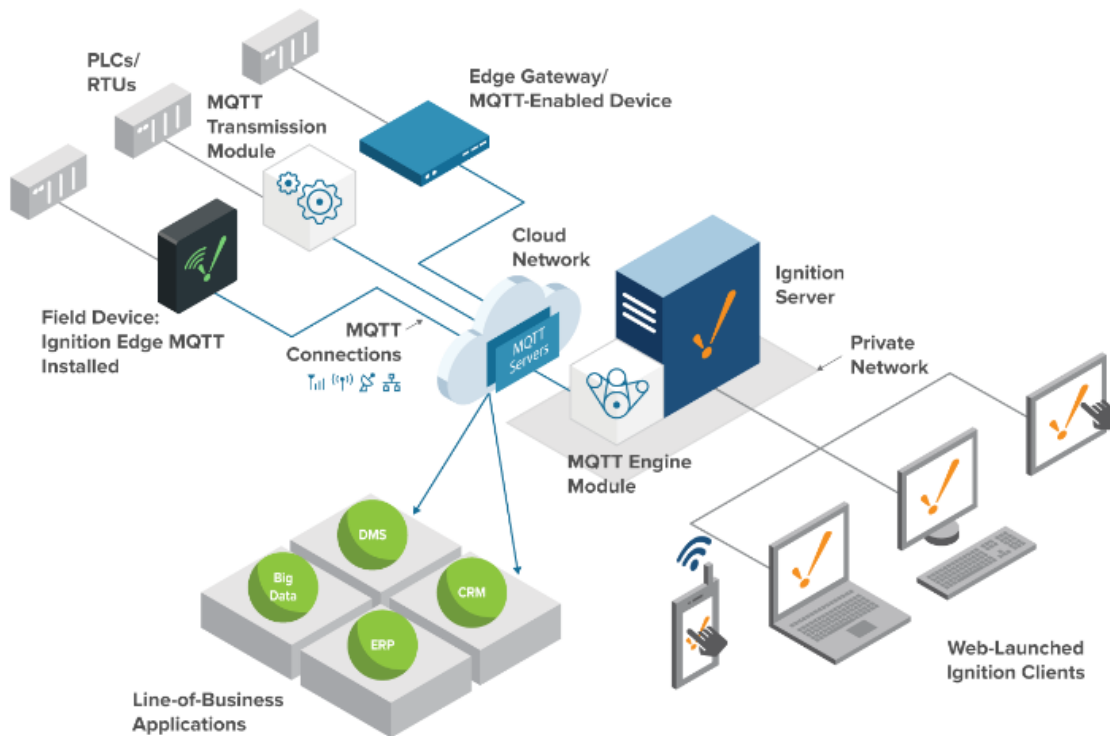 PLCs/
RTUs
MQTT
Transmission
Module
Edge Gateway/
MQTT-Enabled Device
Cloud
Network
Ignition
Server
Field Device:
Ignition Edge MQTT
Installed
MQTT
Connections
MQTT
Servers
Private
Network
MQTT Engine
Module
DMS
Big
Data
CRM
ERP
Line-of-Business
Applications
Web-Launched
Ignition Clients